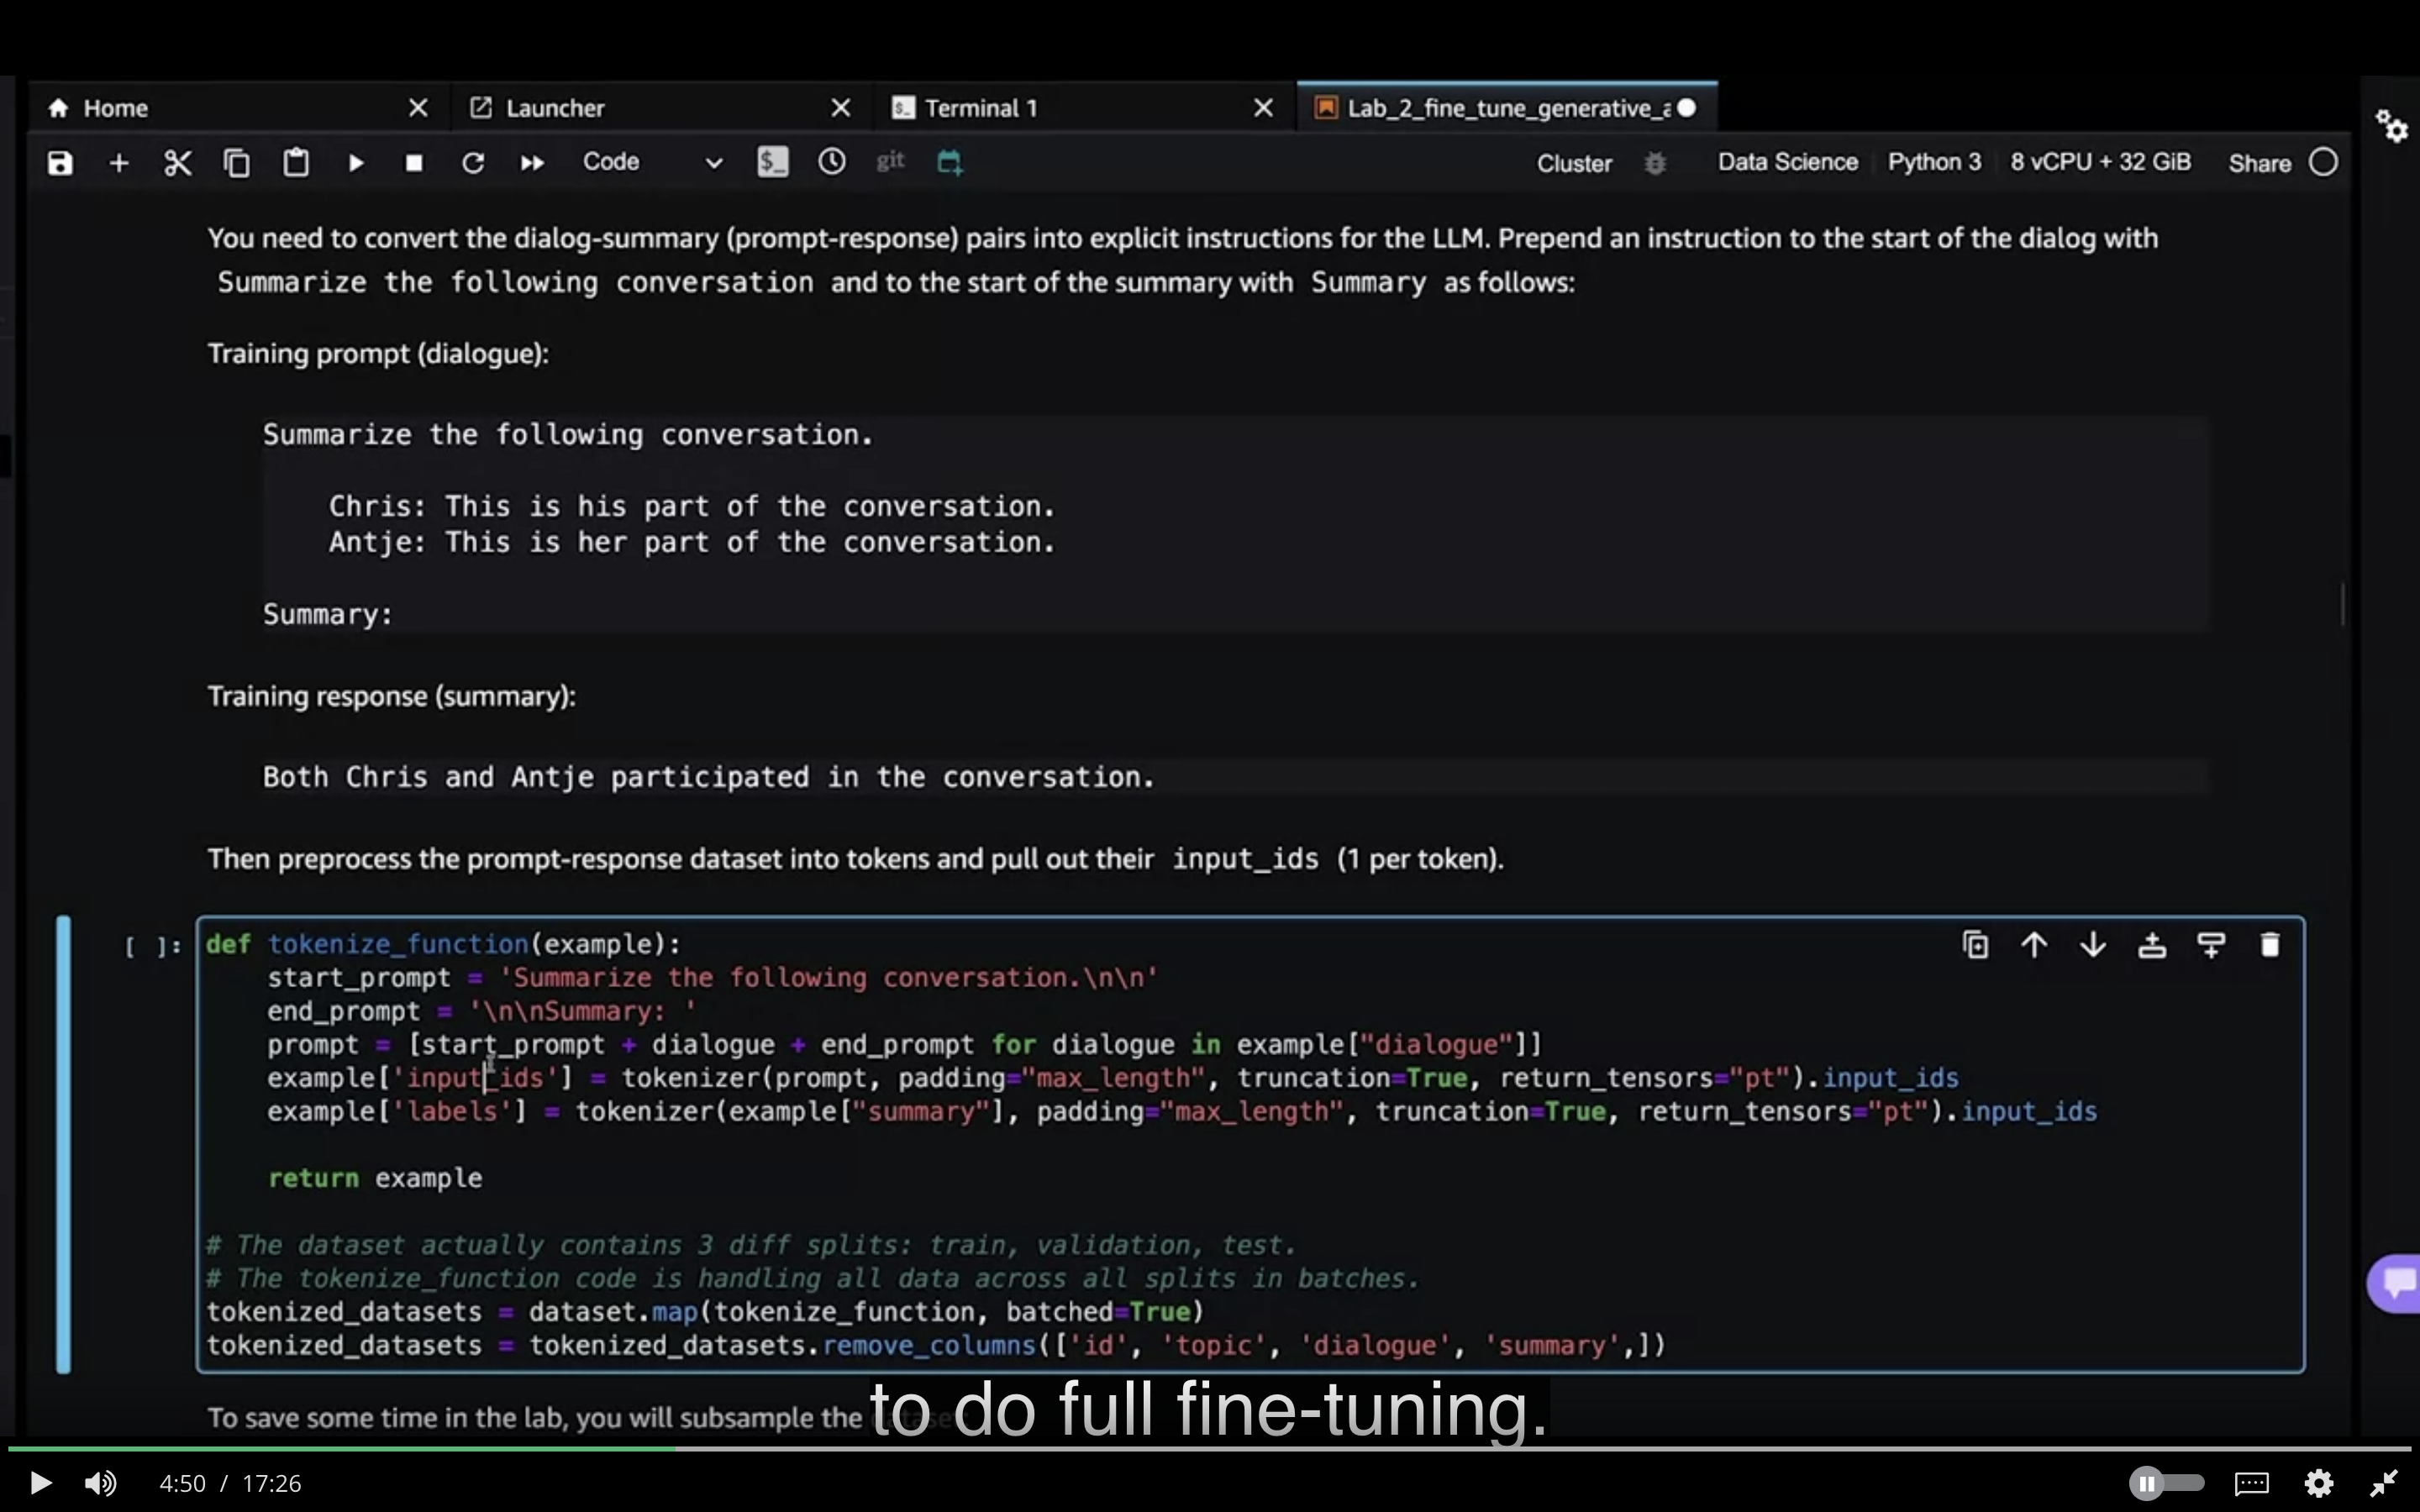 Home
Launcher
Terminal 1
Lab_2_fine_tune_generative_a
Code
git
Cluster
Data Science
Python 3
8 vCPU + 32 GiB
Share
You need to convert the dialog-summary (prompt-response) pairs into explicit instructions for the LLM. Prepend an instruction to the start of the dialog with
Summarize the following conversation and to the start of the summary with Summary as follows:
Training prompt (dialogue):
Summarize the following conversation.
Chris: This is his part of the conversation.
Antje: This is her part of the conversation.
Summary:
Training response (summary):
Both Chris and Antje participated in the conversation.
Then preprocess the prompt-response dataset into tokens and pull out their input_ids (1 per token).
[ ]:
def tokenize_function(example):
    start_prompt = 'Summarize the following conversation.\n\n'
    end_prompt = '\n\nSummary: '
    prompt = [start_prompt + dialogue + end_prompt for dialogue in example["dialogue"]]
    example['input_ids'] = tokenizer(prompt, padding="max_length", truncation=True, return_tensors="pt").input_ids
    example['labels'] = tokenizer(example["summary"], padding="max_length", truncation=True, return_tensors="pt").input_ids
    return example
# The dataset actually contains 3 diff splits: train, validation, test.
# The tokenize_function code is handling all data across all splits in batches.
tokenized_datasets = dataset.map(tokenize_function, batched=True)
tokenized_datasets = tokenized_datasets.remove_columns(['id', 'topic', 'dialogue', 'summary',])
To save some time in the lab, you will subsample the
to do full fine-tuning.
4:50 / 17:26